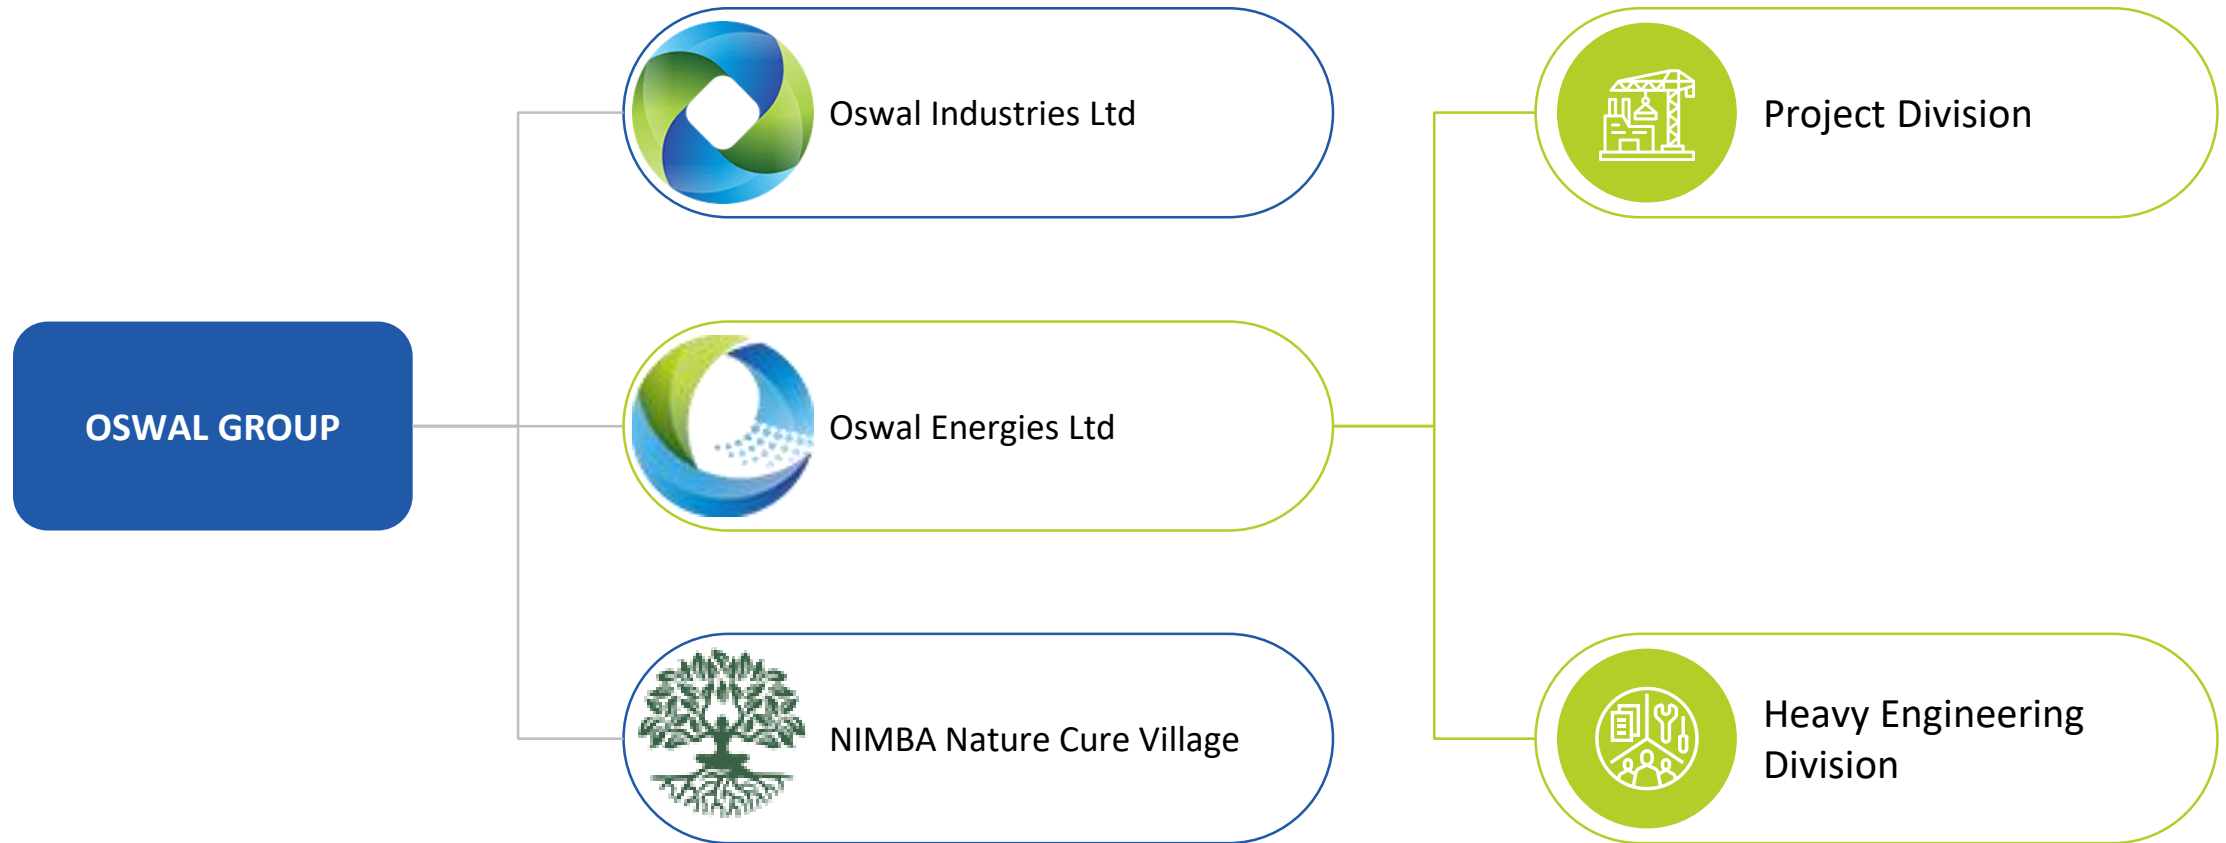 OSWAL GROUP
Oswal Industries Ltd
Oswal Energies Ltd
NIMBA Nature Cure Village
Project Division
Heavy Engineering
Division